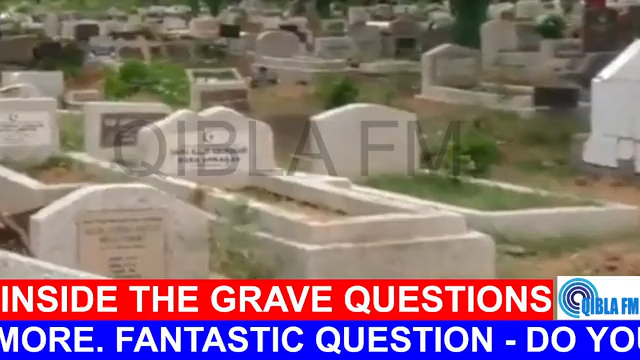 QIBLA FM
INSIDE THE GRAVE QUESTIONS
QIBLA FM
MORE. FANTASTIC QUESTION - DO YO